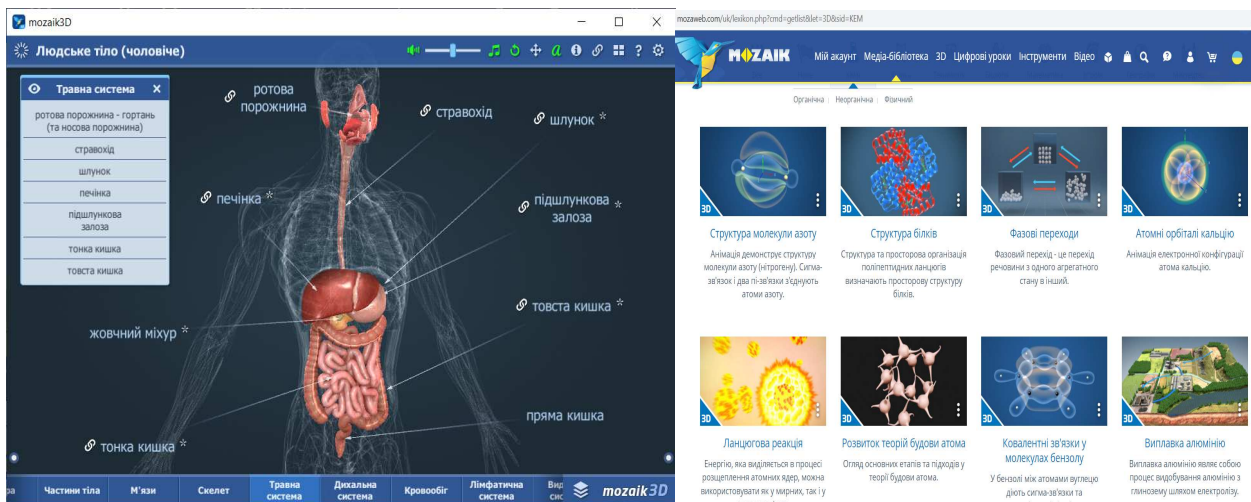 mozaik3D
Людське тіло (чоловіче)
Травна система
ротова порожнина - гортань
(та носова порожнина)
стравохід
шлунок
печінка
підшлункова
залоза
тонка кишка
товста кишка
ротова
порожнина
стравохід
шлунок *
печінка *
підшлункова *
залоза
товста кишка *
жовчний міхур *
пряма кишка
тонка кишка *
ра
Частини тіла
М'язи
Скелет
Травна
система
Дихальна
система
Кровообіг
Лімфатична
система
Вид
сис
mozaik3D
mozaweb.com/uk/lexikon.php?cmd=getlist&let=3D&sid=KEM
MOZAIK
Мій акаунт Медіа-бібліотека 3D Цифрові уроки Інструменти Відео
Органічна | Неорганічна | Фізичний
3D
3D
3D
3D
Структура молекули азоту
Анімація демонструє структуру
молекули азоту (нітрогену). Сигма-
зв'язок і два пі-зв'язки з'єднують
атоми азоту.
Структура білків
Структура та просторова організація
поліпептидних ланцюгів
визначають просторову структуру
білків.
Фазові переходи
Фазовий перехід - це перехід
речовини з одного агрегатного
стану в інший.
Атомні орбіталі кальцію
Анімація електронної конфігурації
атома кальцію.
3D
3D
3D
3D
Ланцюгова реакція
Енергію, яка виділяється в процесі
розщеплення атомних ядер, можна
використовувати як у мирних, так і у
Розвиток теорій будови атома
Огляд основних етапів та підходів у
теорії будови атома.
Ковалентні зв'язки у
молекулах бензолу
У бензолі між атомами вуглецю
діють сигма-зв'язки та
Виплавка алюмінію
Виплавка алюмінію являє собою
процес видобування алюмінію з
глинозему шляхом електролізу.